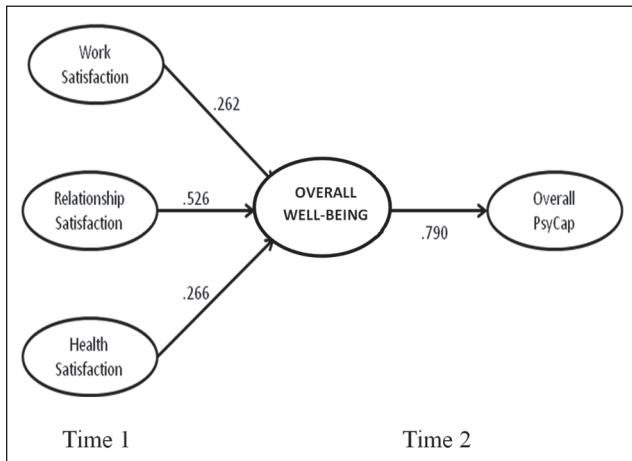 Work
Satisfaction
.262
Relationship
Satisfaction
.526
OVERALL
WELL-BEING
.790
Overall
PsyCap
.266
Health
Satisfaction
Time 1
Time 2